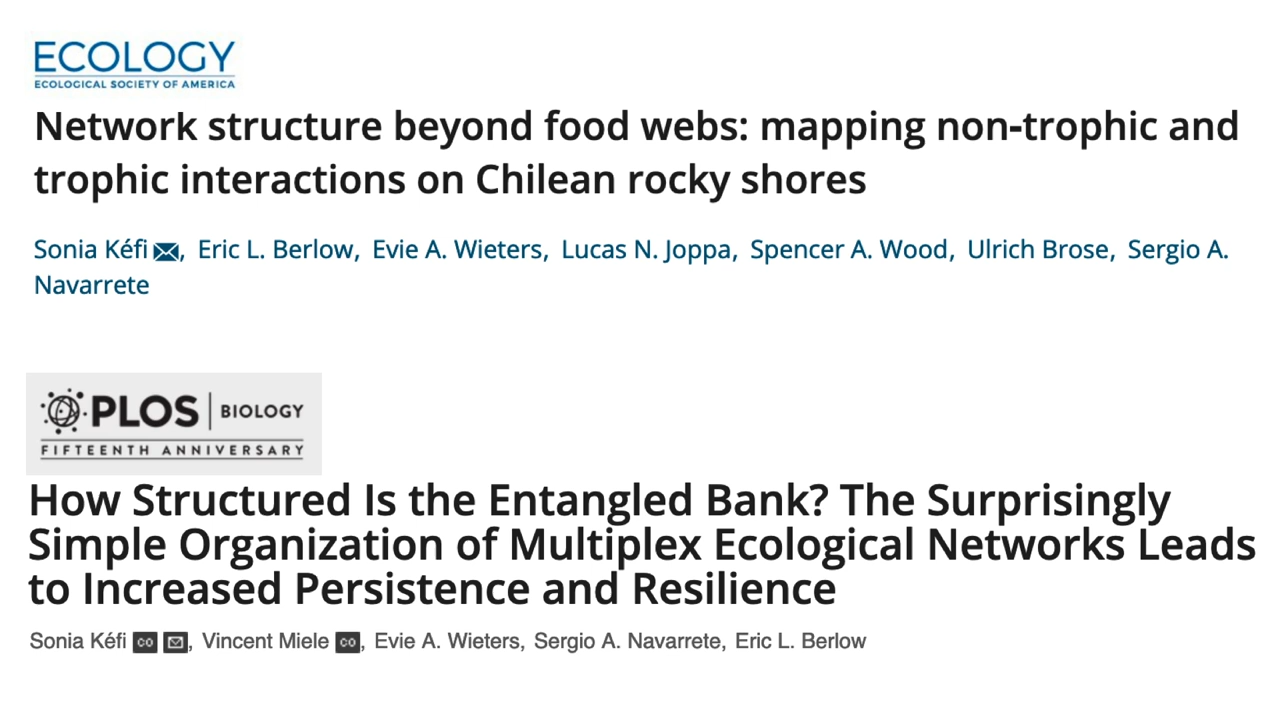 ECOLOGY
ECOLOGICAL SOCIETY OF AMERICA
Network structure beyond food webs: mapping non-trophic and
trophic interactions on Chilean rocky shores
Sonia Kéfi, Eric L. Berlow, Evie A. Wieters, Lucas N. Joppa, Spencer A. Wood, Ulrich Brose, Sergio A.
Navarrete
PLOS | BIOLOGY
FIFTEENTH ANNIVERSARY
How Structured Is the Entangled Bank? The Surprisingly
Simple Organization of Multiplex Ecological Networks Leads
to Increased Persistence and Resilience
Sonia Kéfi co, Vincent Miele co, Evie A. Wieters, Sergio A. Navarrete, Eric L. Berlow